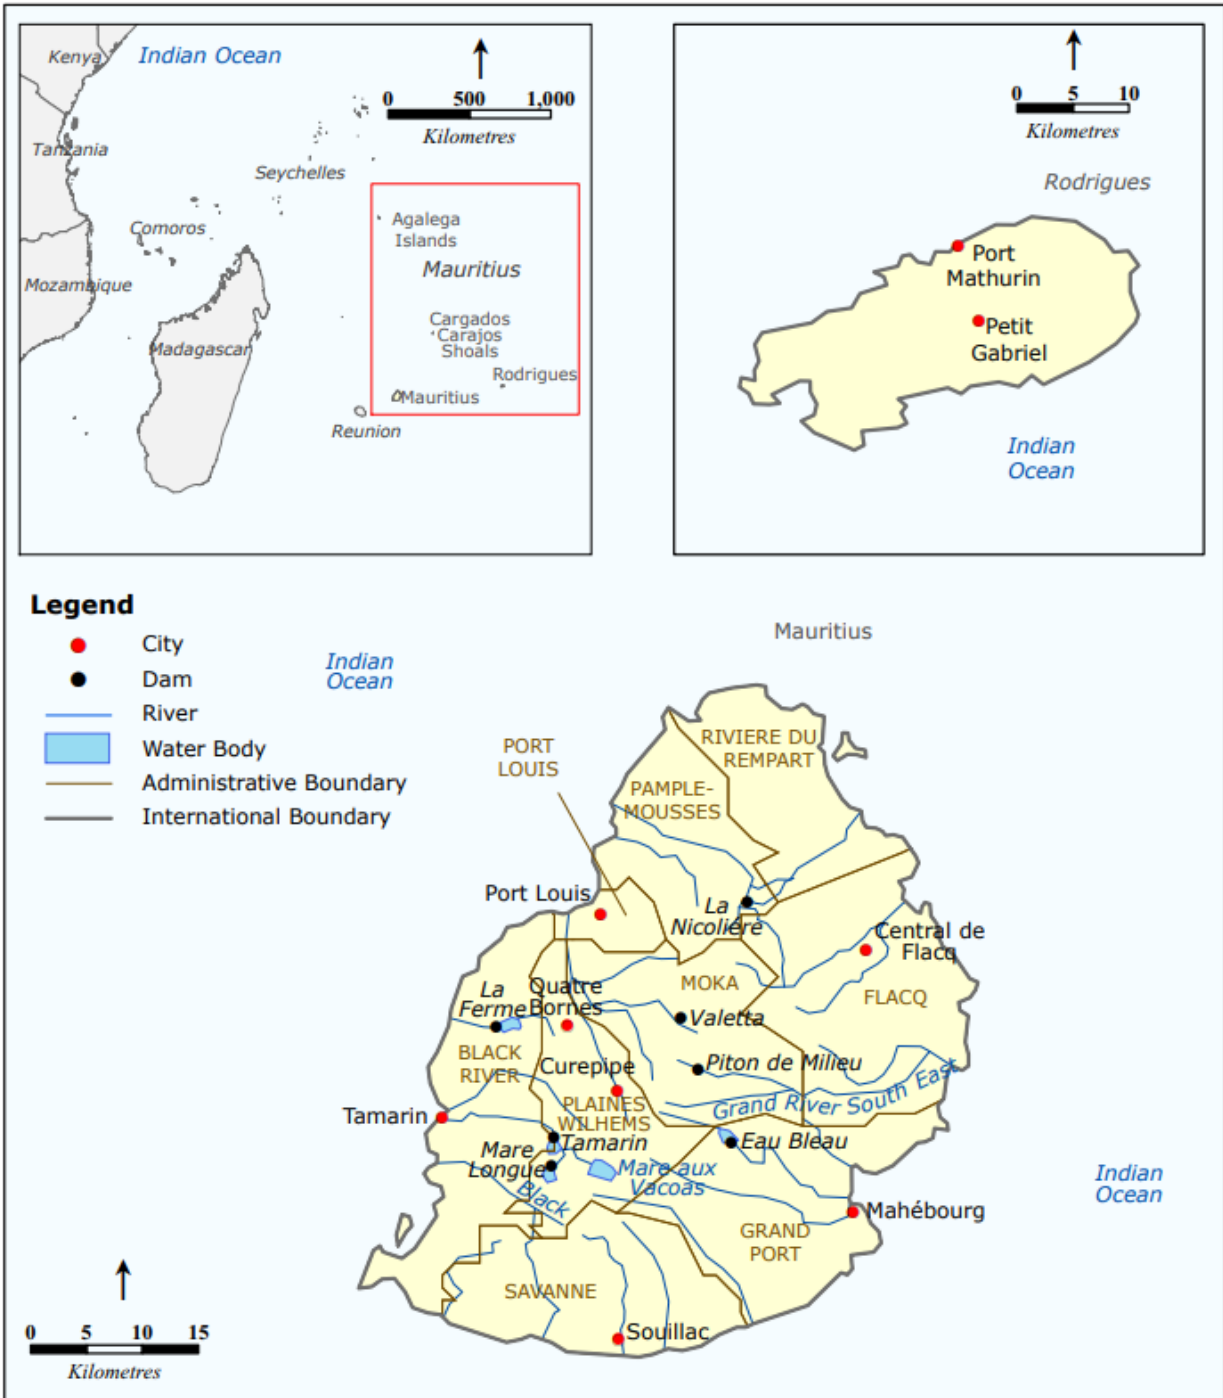 Kenya
Indian Ocean
0 500 1,000
Kilometres
Tanzania
Seychelles
Comoros
Agalega
Islands
Mauritius
Mozambique
Cargados
Carajos
Shoals
Madagascar
Rodrigues
Mauritius
Reunion
0 5 10
Kilometres
Rodrigues
Port
Mathurin
Petit
Gabriel
Indian
Ocean
Legend
City
Dam
River
Water Body
Administrative Boundary
International Boundary
Indian
Ocean
Mauritius
PORT
LOUIS
RIVIERE DU
REMPART
PAMPLE-
MOUSSES
Port Louis
La
Nicoliére
Central de
Flacq
La
Ferme
Quatre
Bornes
MOKA
FLACQ
Valetta
BLACK
RIVER
Curepipe
Piton de Milieu
Grand River South East
Tamarin
PLAINES
WILHEMS
Tamarin
Eau Bleau
Mare
Longue
Mare aux
Vacoas
Black
Indian
Ocean
Mahébourg
GRAND
PORT
SAVANNE
Souillac
0 5 10 15
Kilometres